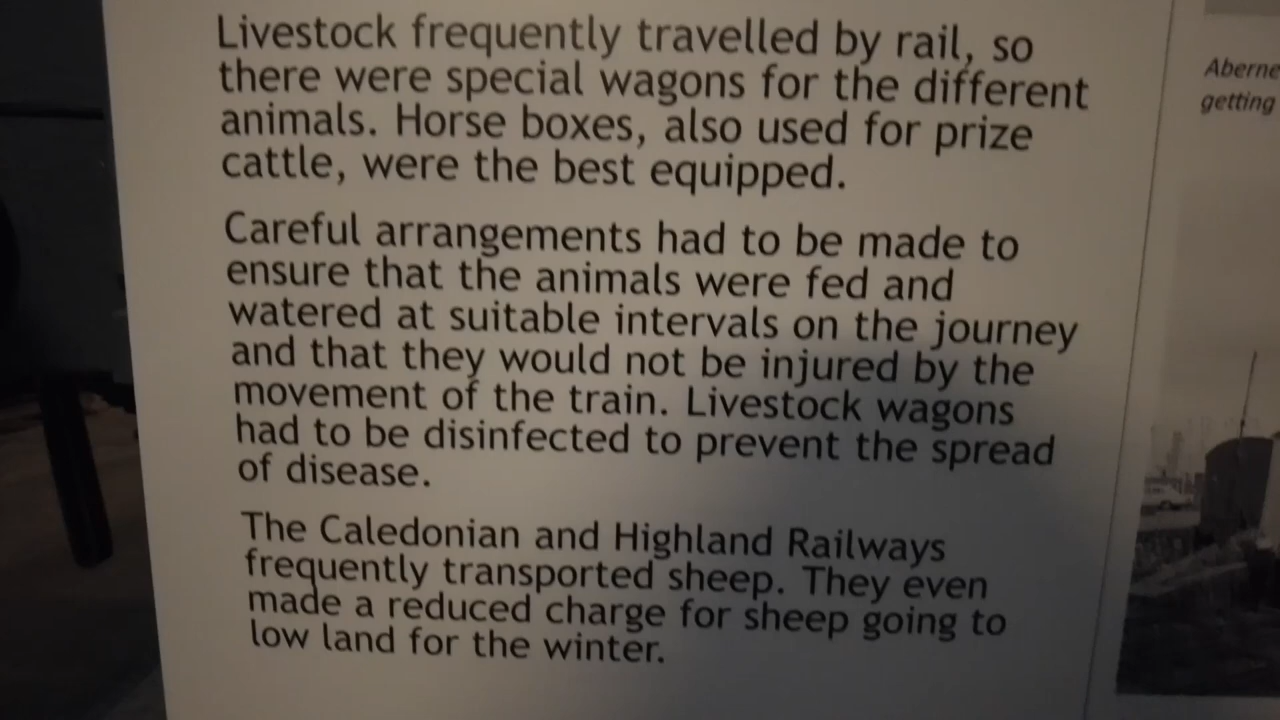 Livestock frequently travelled by rail, so
there were special wagons for the different
animals. Horse boxes, also used for prize
cattle, were the best equipped.
Careful arrangements had to be made to
ensure that the animals were fed and
watered at suitable intervals on the journey
and that they would not be injured by the
movement of the train. Livestock wagons
had to be disinfected to prevent the spread
of disease.
The Caledonian and Highland Railways
frequently transported sheep. They even
made a reduced charge for sheep going to
low land for the winter.
Aberne
getting